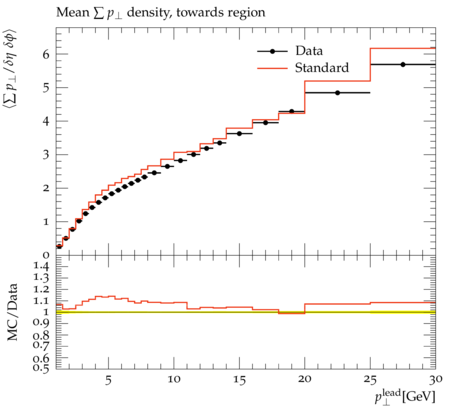 Mean ∑ p⊥ density, towards region
⟨∑ p⊥/δη δϕ⟩
Data
Standard
6
5
4
3
2
1
0
MC/Data
1.4
1.3
1.2
1.1
1
0.9
0.8
0.7
0.6
0.5
5 10 15 20 25 30
p⊥^lead[GeV]